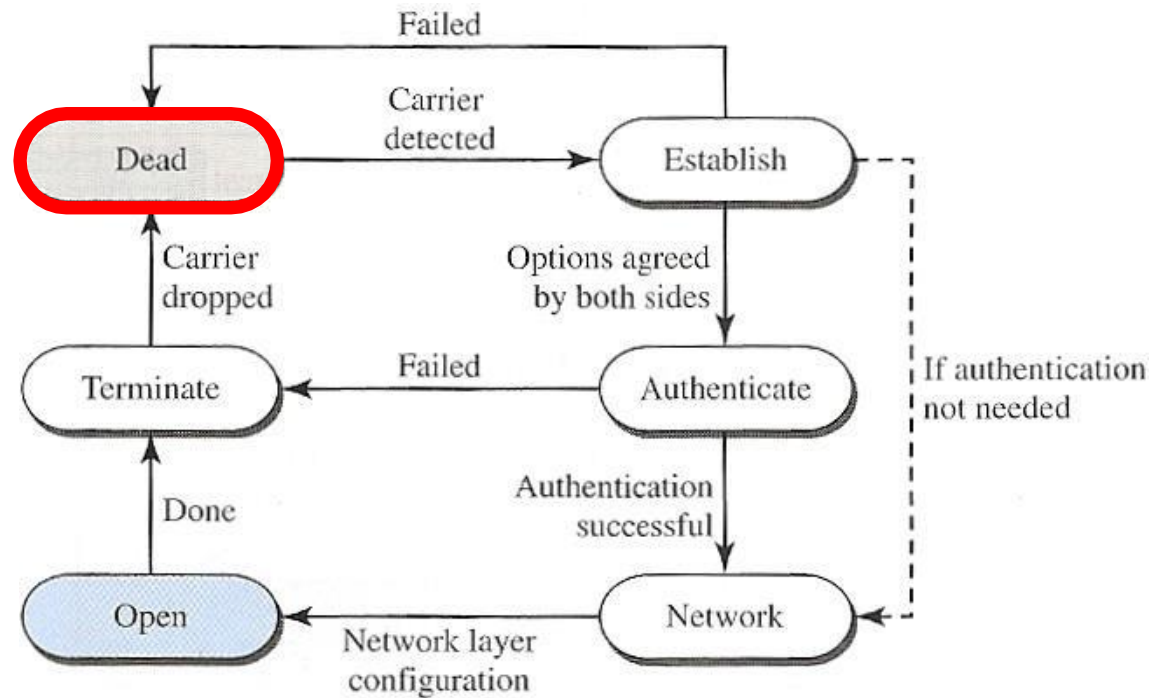 Failed
Carrier
detected
Dead
Establish
Carrier
dropped
Options agreed
by both sides
Terminate
Failed
Authenticate
If authentication
not needed
Done
Authentication
successful
Open
Network
Network layer
configuration